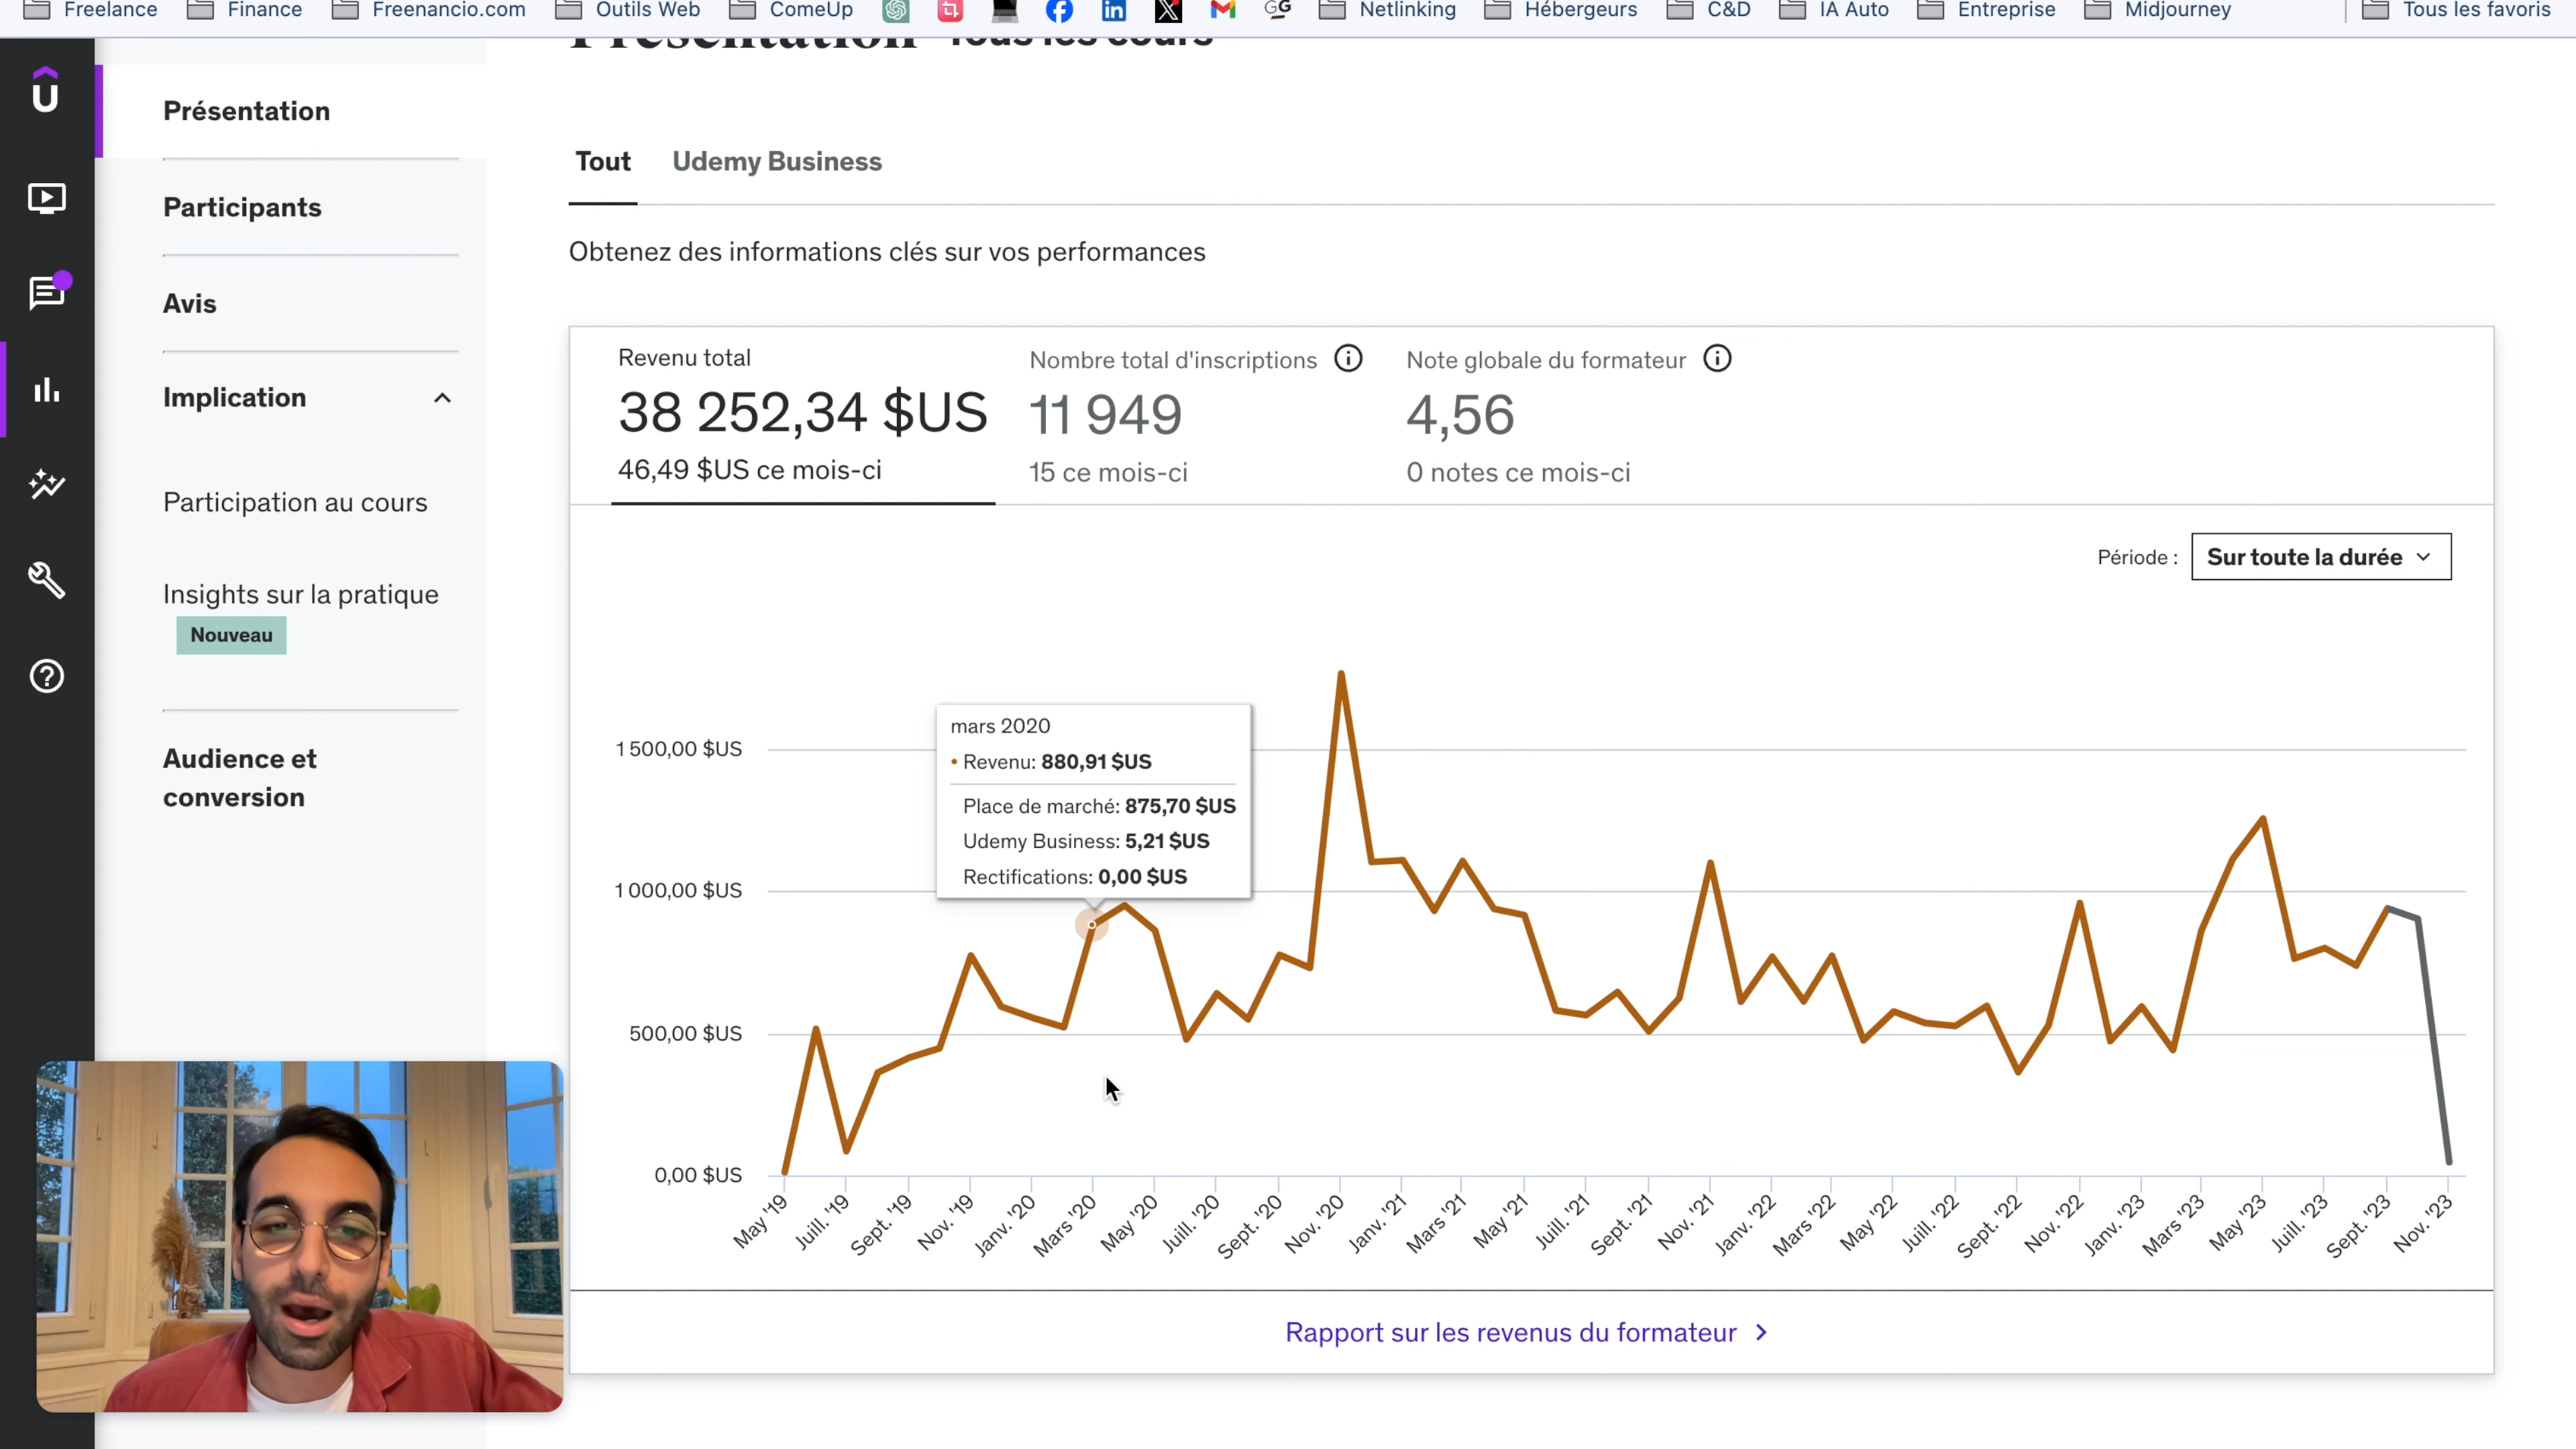 Freelance Finance Freenancio.com Outils Web ComeUp Netlinking Hébergeurs C&D IA Auto Entreprise Midjourney Tous les favoris
Présentation Tous les cours
Présentation
Participants
Avis
Implication
Participation au cours
Insights sur la pratique
Nouveau
Audience et
conversion
Tout Udemy Business
Obtenez des informations clés sur vos performances
Revenu total
38 252,34 $US
46,49 $US ce mois-ci
Nombre total d'inscriptions
11 949
15 ce mois-ci
Note globale du formateur
4,56
0 notes ce mois-ci
Période : Sur toute la durée
mars 2020
• Revenu: 880,91 $US
Place de marché: 875,70 $US
Udemy Business: 5,21 $US
Rectifications: 0,00 $US
1 500,00 $US
1 000,00 $US
500,00 $US
0,00 $US
May '19
Juill. '19
Sept. '19
Nov. '19
Janv. '20
Mars '20
May '20
Juill. '20
Sept. '20
Nov. '20
Janv. '21
Mars '21
May '21
Juill. '21
Sept. '21
Nov. '21
Janv. '22
Mars '22
May '22
Juill. '22
Sept. '22
Nov. '22
Janv. '23
Mars '23
May '23
Juill. '23
Sept. '23
Nov. '23
Rapport sur les revenus du formateur